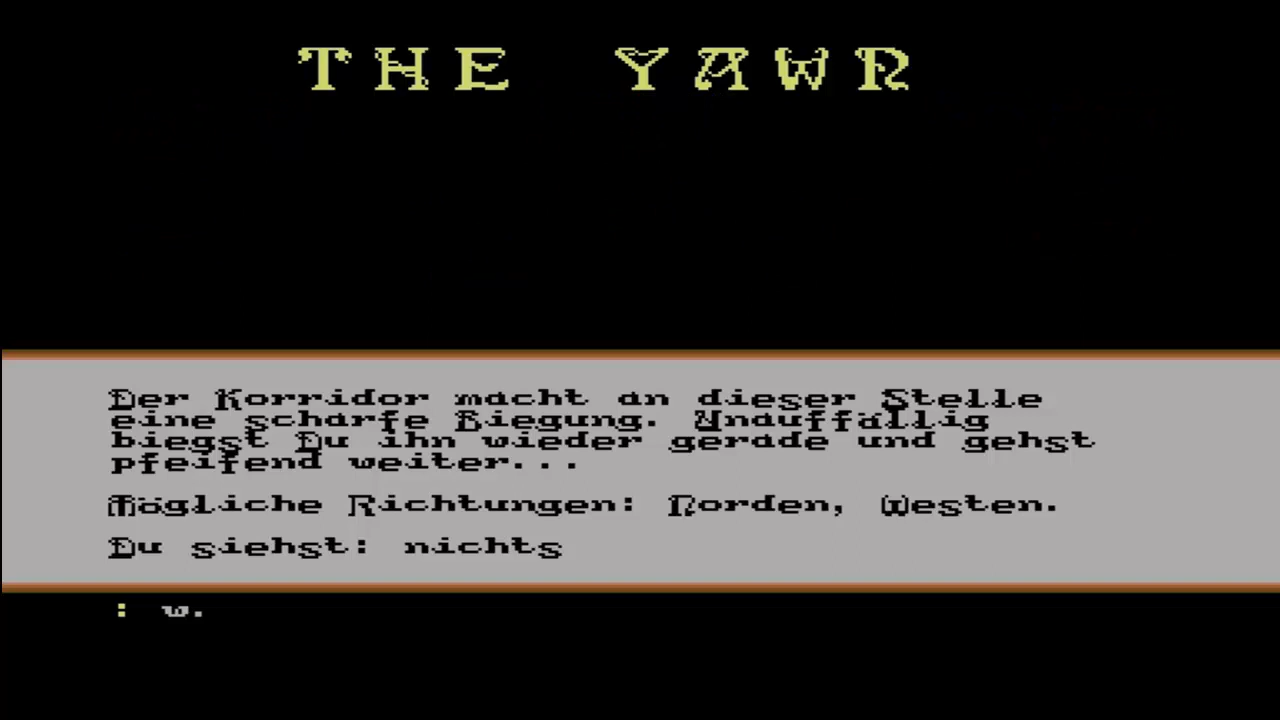 THE YAWR
Der Korridor macht an dieser Stelle
eine scharfe Biegung. Unauffällig
biegst Du ihn wieder gerade und gehst
pfeifend weiter...
Mögliche Richtungen: Norden, Westen.
Du siehst: nichts
: w.